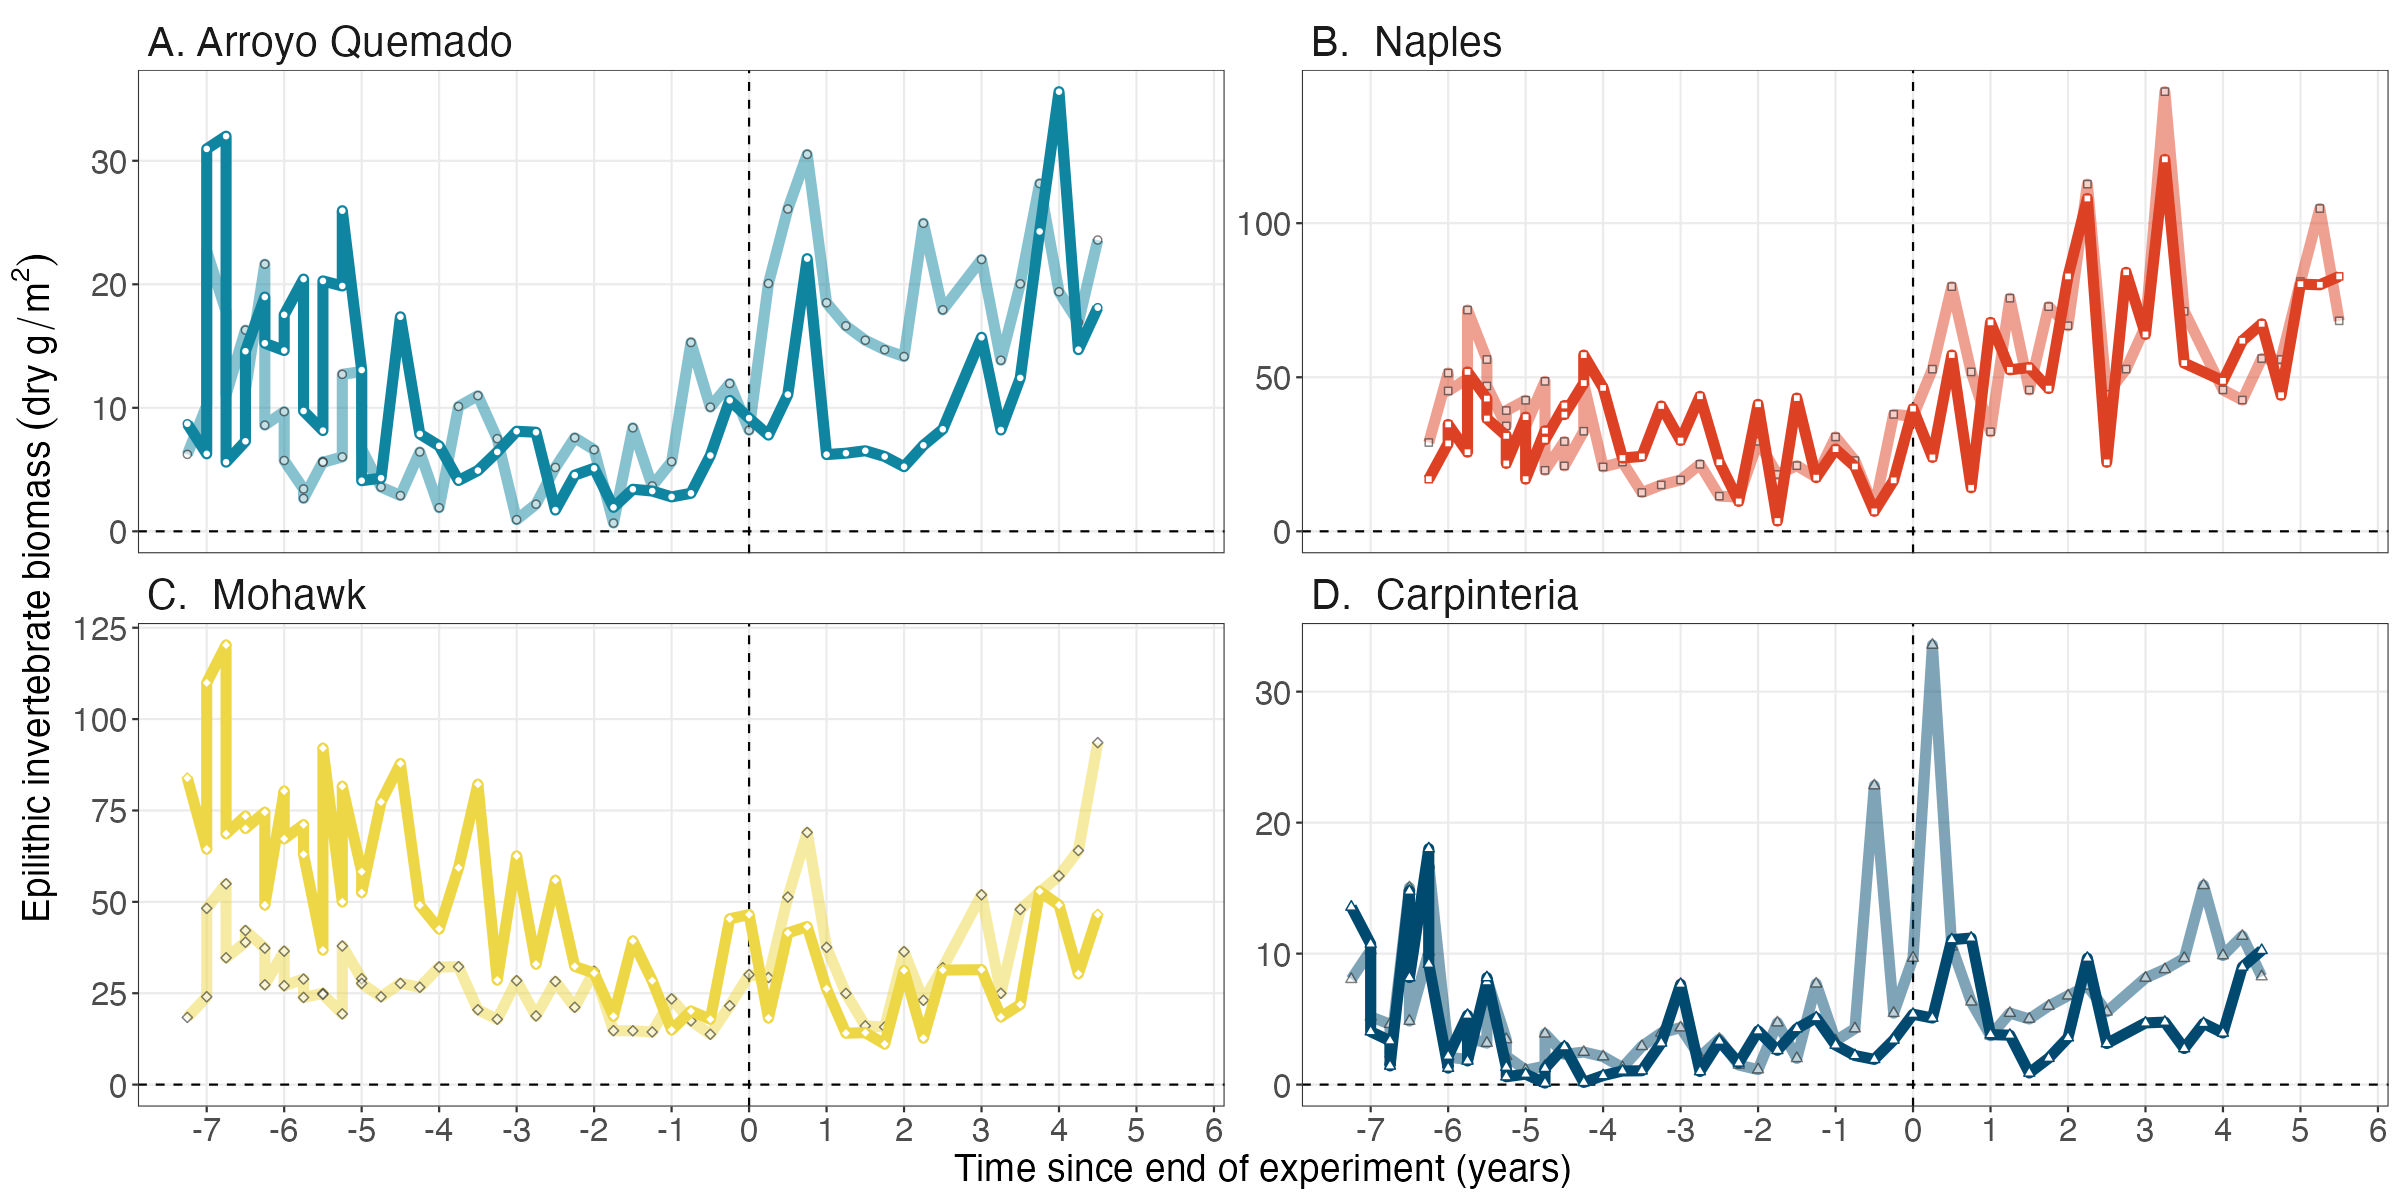 A. Arroyo Quemado
B. Naples
30
20
10
0
100
50
0
Epilithic invertebrate biomass (dry g/m²)
C. Mohawk
D. Carpinteria
125
100
75
50
25
0
30
20
10
0
-7 -6 -5 -4 -3 -2 -1 0 1 2 3 4 5 6
-7 -6 -5 -4 -3 -2 -1 0 1 2 3 4 5 6
Time since end of experiment (years)